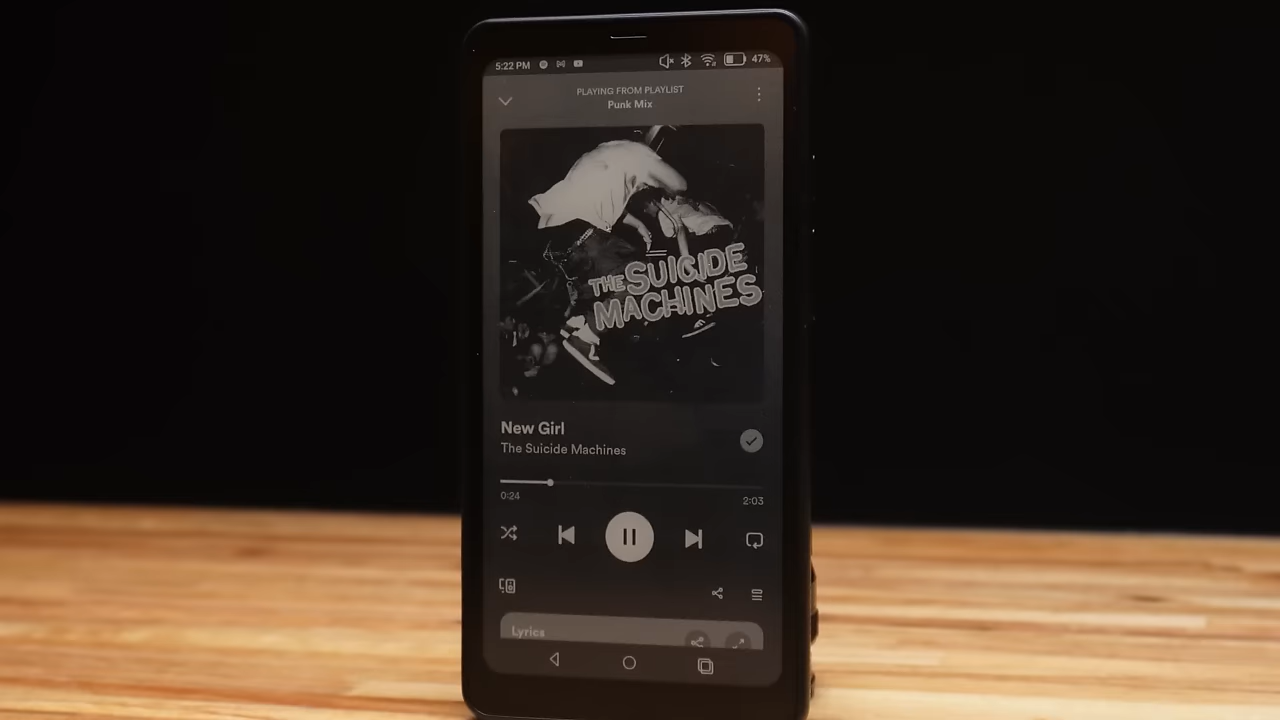 5:22 PM 47%
PLAYING FROM PLAYLIST
Punk Mix
THE SUICIDE
MACHINES
New Girl
The Suicide Machines
0:24 2:03
Lyrics